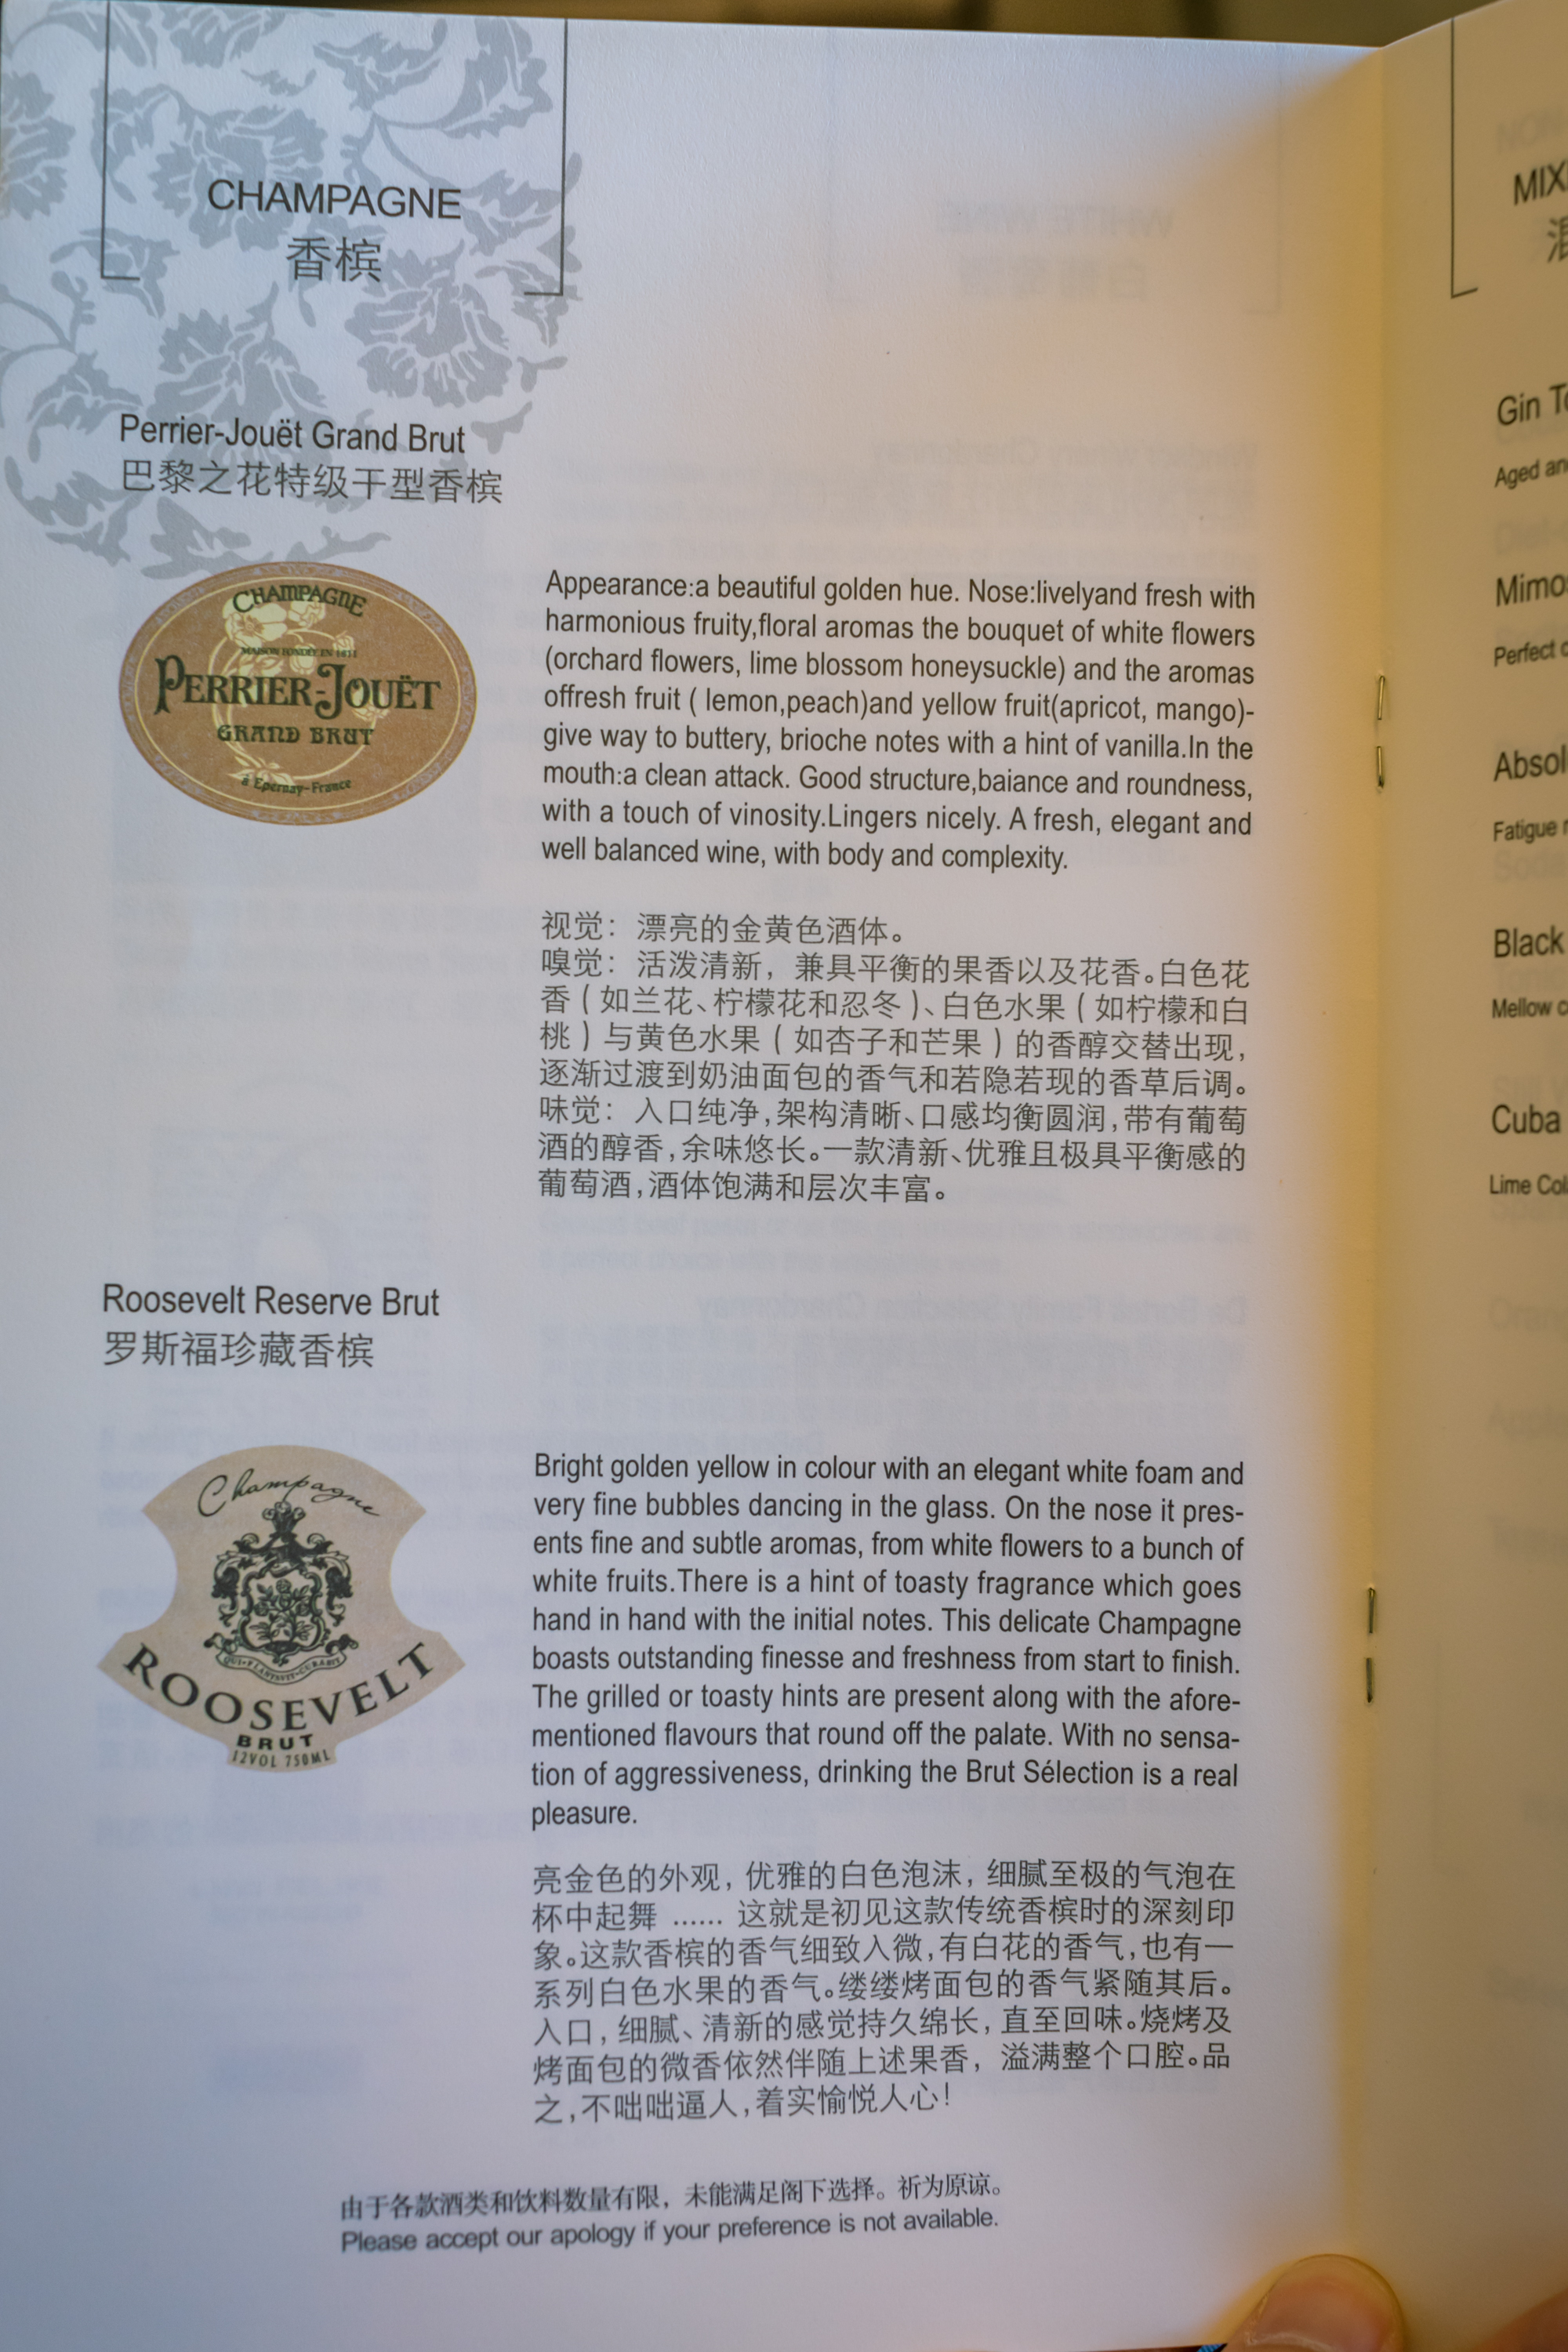 CHAMPAGNE
香槟
Perrier-Jouët Grand Brut
巴黎之花特级干型香槟
CHAMPAGNE
MAISON FONDÉE EN 1811
PERRIER-JOUËT
GRAND BRUT
à Epernay-France
Appearance:a beautiful golden hue. Nose:livelyand fresh with
harmonious fruity,floral aromas the bouquet of white flowers
(orchard flowers, lime blossom honeysuckle) and the aromas
offresh fruit ( lemon,peach)and yellow fruit(apricot, mango)-
give way to buttery, brioche notes with a hint of vanilla.In the
mouth:a clean attack. Good structure,baiance and roundness,
with a touch of vinosity.Lingers nicely. A fresh, elegant and
well balanced wine, with body and complexity.
视觉：漂亮的金黄色酒体。
嗅觉：活泼清新，兼具平衡的果香以及花香。白色花
香（如兰花、柠檬花和忍冬）、白色水果（如柠檬和白
桃）与黄色水果（如杏子和芒果）的香醇交替出现，
逐渐过渡到奶油面包的香气和若隐若现的香草后调。
味觉：入口纯净，架构清晰、口感均衡圆润，带有葡萄
酒的醇香，余味悠长。一款清新、优雅且极具平衡感的
葡萄酒，酒体饱满和层次丰富。
Roosevelt Reserve Brut
罗斯福珍藏香槟
Champagne
QUI·PLANTAVIT·CURABIT
ROOSEVELT
BRUT
12VOL 750ML
Bright golden yellow in colour with an elegant white foam and
very fine bubbles dancing in the glass. On the nose it pres-
ents fine and subtle aromas, from white flowers to a bunch of
white fruits.There is a hint of toasty fragrance which goes
hand in hand with the initial notes. This delicate Champagne
boasts outstanding finesse and freshness from start to finish.
The grilled or toasty hints are present along with the afore-
mentioned flavours that round off the palate. With no sensa-
tion of aggressiveness, drinking the Brut Sélection is a real
pleasure.
亮金色的外观，优雅的白色泡沫，细腻至极的气泡在
杯中起舞 …… 这就是初见这款传统香槟时的深刻印
象。这款香槟的香气细致入微，有白花的香气，也有一
系列白色水果的香气。缕缕烤面包的香气紧随其后。
入口，细腻、清新的感觉持久绵长，直至回味。烧烤及
烤面包的微香依然伴随上述果香，溢满整个口腔。品
之，不咄咄逼人，着实愉悦人心！
由于各款酒类和饮料数量有限，未能满足阁下选择。祈为原谅。
Please accept our apology if your preference is not available.
Gin
Aged
Perfect
Black
Mellow
Cuba
Lime